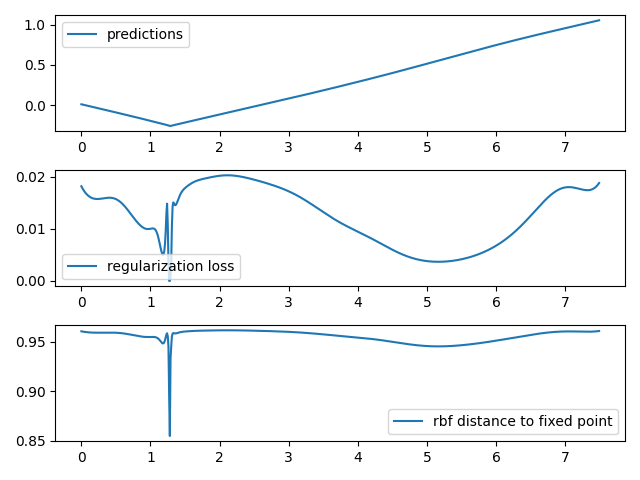 1.0
predictions
0.5
0.0
0 1 2 3 4 5 6 7
0.02
0.01
0.00
regularization loss
0 1 2 3 4 5 6 7
0.95
0.90
rbf distance to fixed point
0.85
0 1 2 3 4 5 6 7